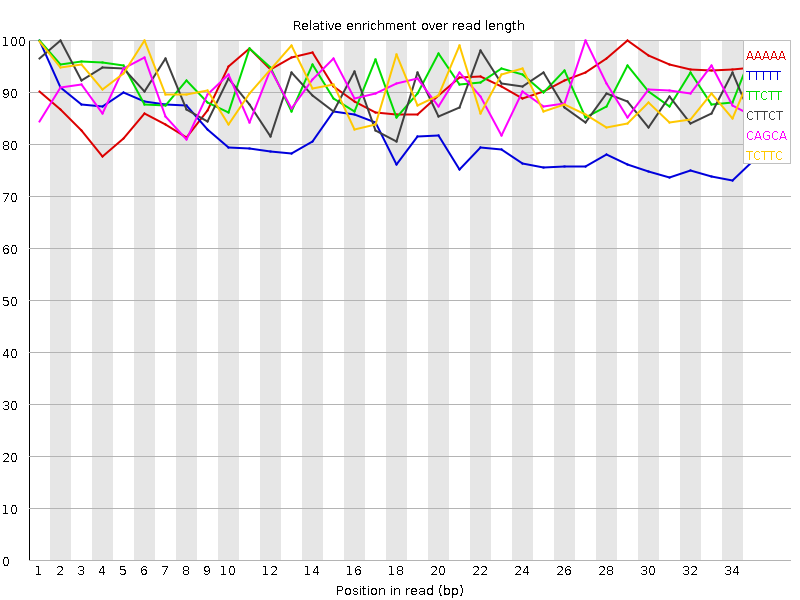 Relative enrichment over read length
100
90
80
70
60
50
40
30
20
10
0
AAAAA
TTTTT
TTCTT
CTTCT
CAGCA
TCTTC
1 2 3 4 5 6 7 8 9 10 12 14 16 18 20 22 24 26 28 30 32 34
Position in read (bp)